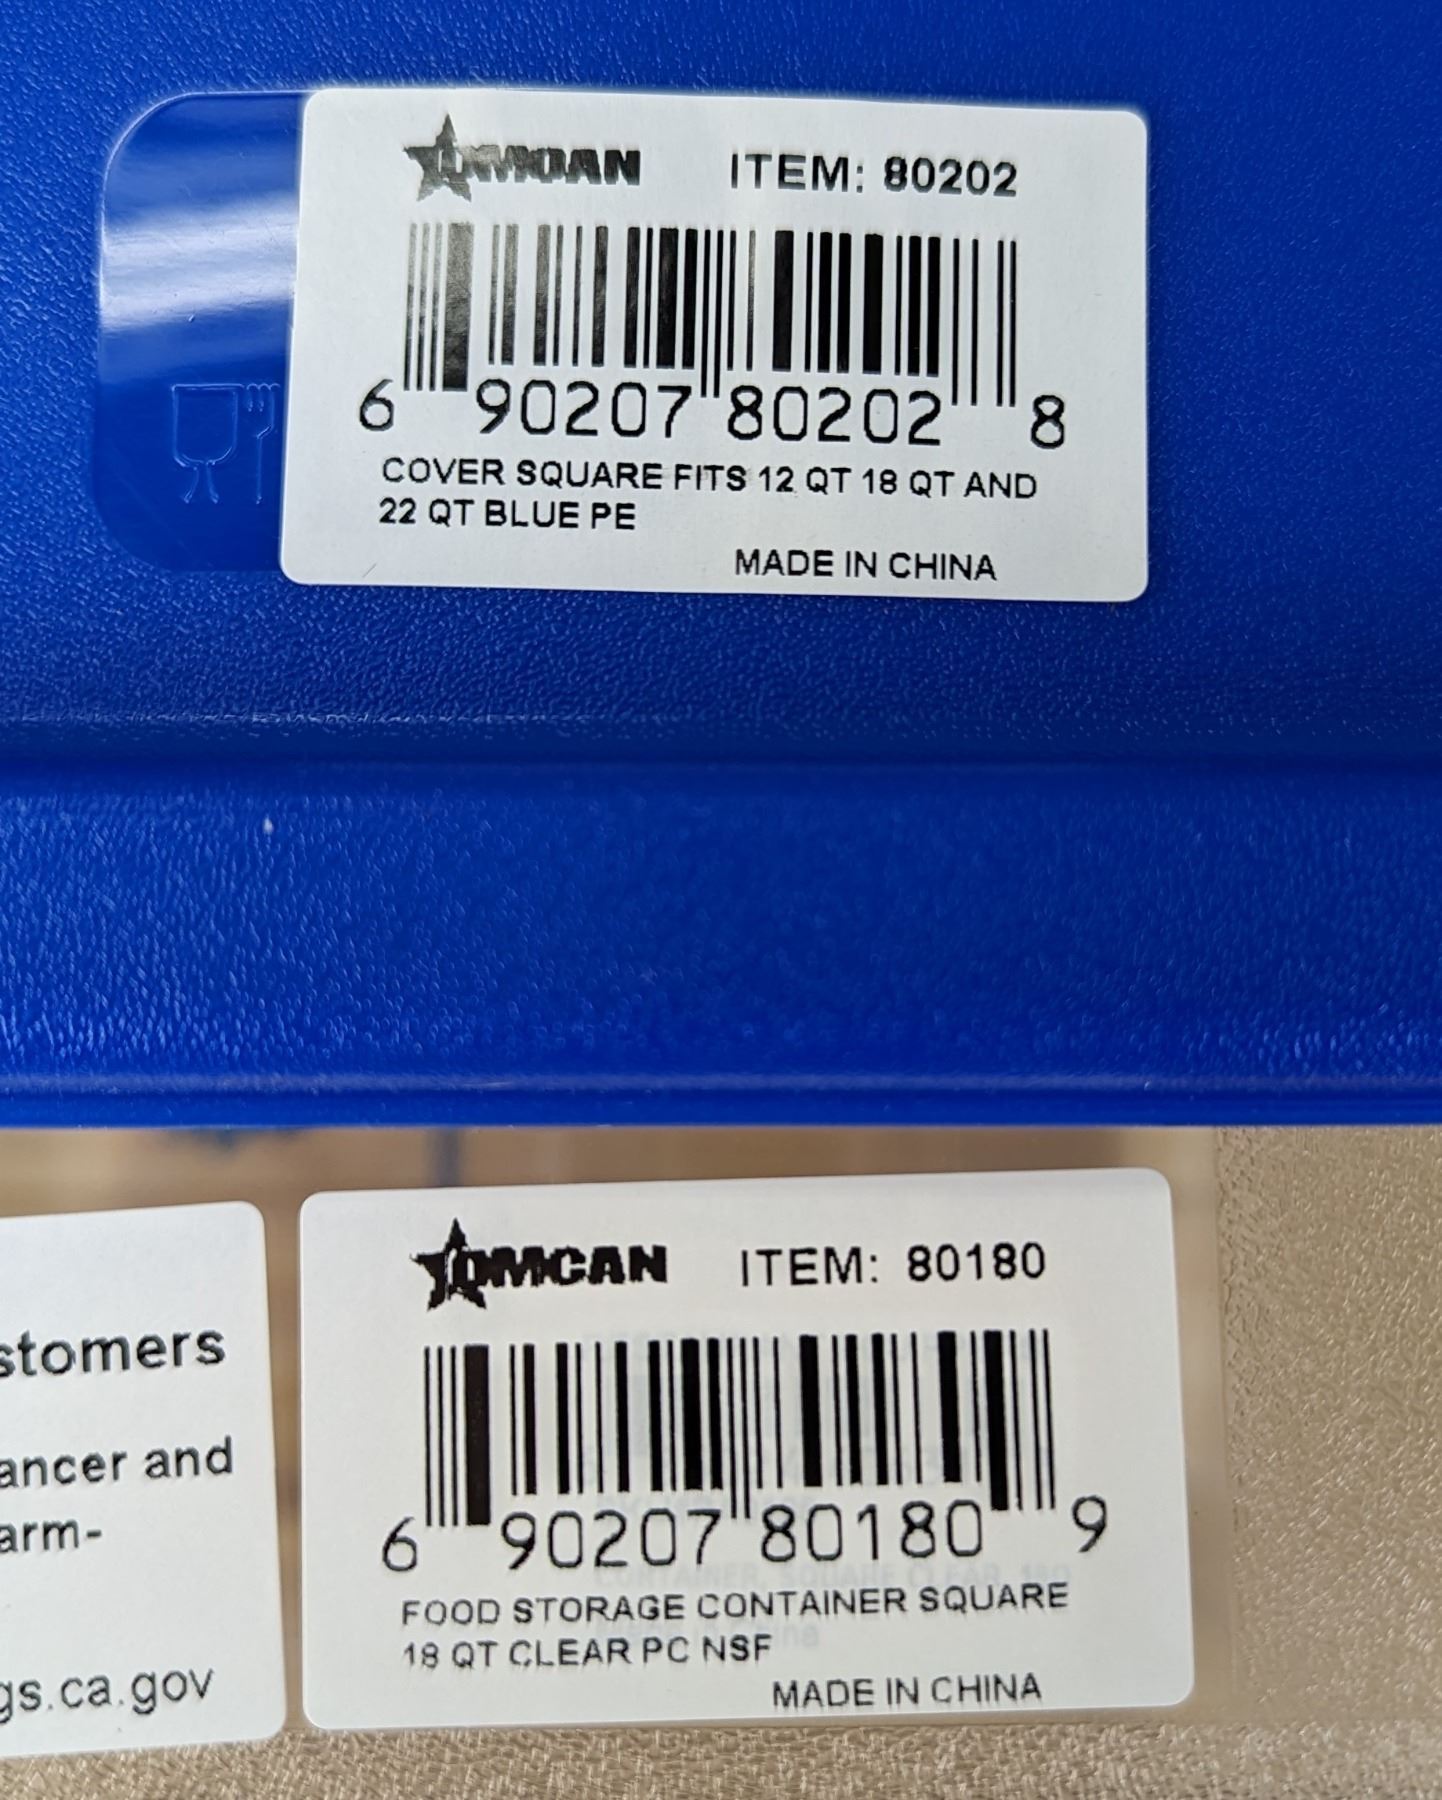 OMCAN ITEM: 80202
6 90207 80202 8
COVER SQUARE FITS 12 QT 18 QT AND
22 QT BLUE PE
MADE IN CHINA
stomers
ancer and
arm-
gs.ca.gov
OMCAN ITEM: 80180
6 90207 80180 9
FOOD STORAGE CONTAINER SQUARE
18 QT CLEAR PC NSF
MADE IN CHINA